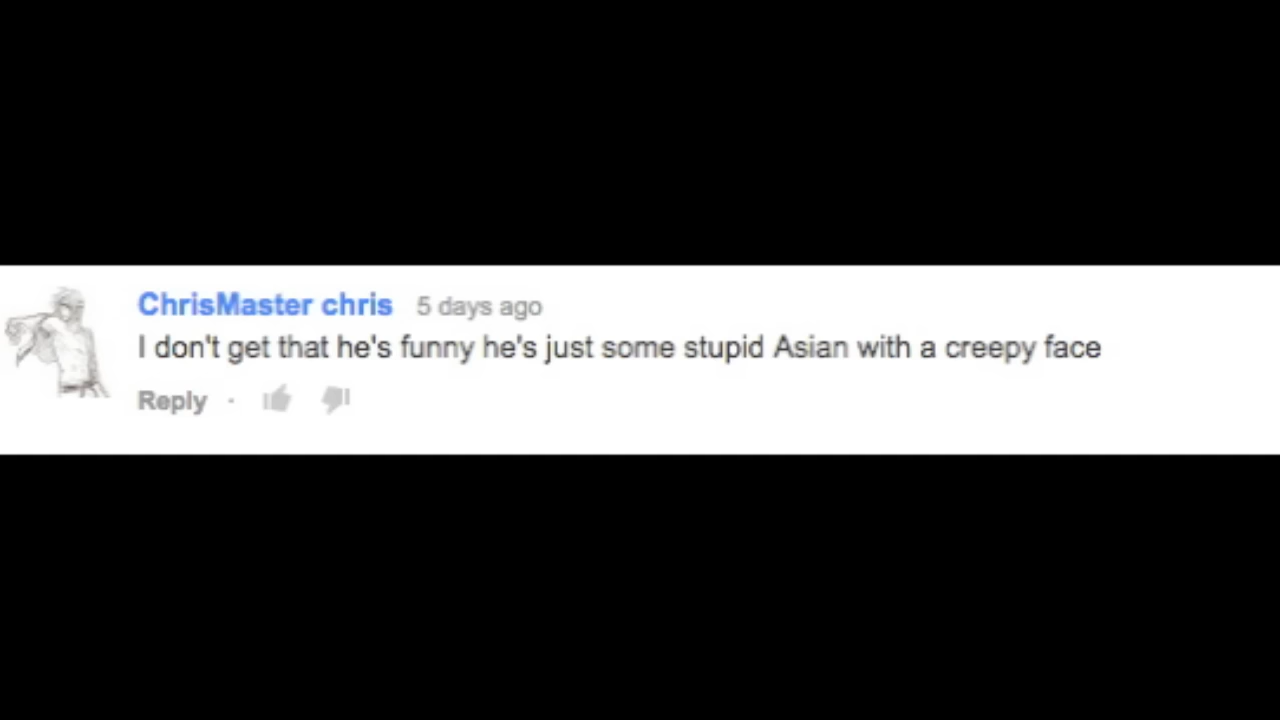 ChrisMaster chris 5 days ago
I don't get that he's funny he's just some stupid Asian with a creepy face
Reply ·